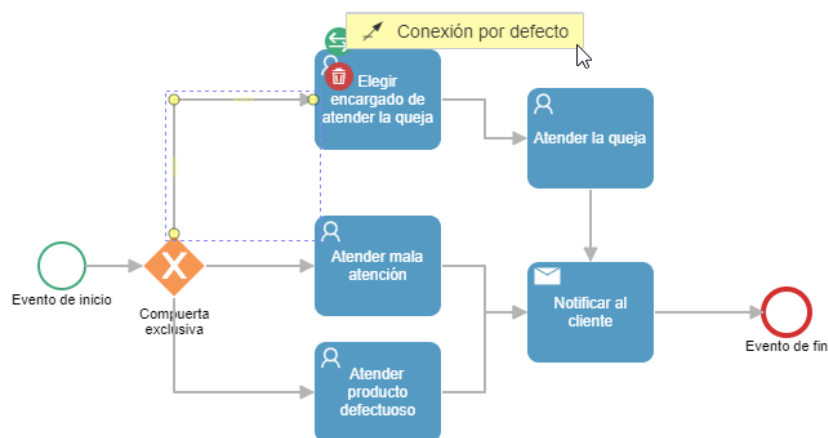 Conexión por defecto
Elegir
encargado de
atender la queja
Atender la queja
Atender mala
atención
Evento de inicio
Compuerta
exclusiva
Notificar al
cliente
Evento de fin
Atender
producto
defectuoso